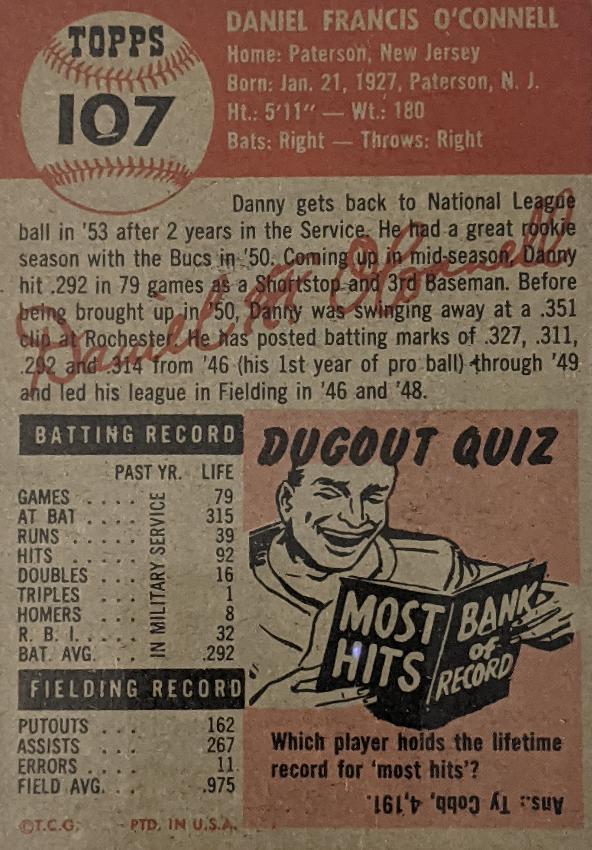 TOPPS
107
DANIEL FRANCIS O'CONNELL
Home: Paterson, New Jersey
Born: Jan. 21, 1927, Paterson, N. J.
Ht.: 5'11" — Wt.: 180
Bats: Right — Throws: Right
Danny gets back to National League
ball in '53 after 2 years in the Service. He had a great rookie
season with the Bucs in '50. Coming up in mid-season, Danny
hit .292 in 79 games as a Shortstop and 3rd Baseman. Before
being brought up in '50, Danny was swinging away at a .351
clip at Rochester. He has posted batting marks of .327, .311,
.292 and .314 from '46 (his 1st year of pro ball) through '49
and led his league in Fielding in '46 and '48.
BATTING RECORD
PAST YR. LIFE
GAMES .... 79
AT BAT .... 315
RUNS .... 39
HITS .... 92
DOUBLES .... 16
TRIPLES .... 1
HOMERS .... 8
R. B. I. .... 32
BAT. AVG. .292
IN MILITARY SERVICE
FIELDING RECORD
PUTOUTS ... 162
ASSISTS ... 267
ERRORS .... 11
FIELD AVG. ... .975
©T.C.G. PTD. IN U.S.A.
DUGOUT QUIZ
MOST
HITS
BANK
of
RECORD
Which player holds the lifetime
record for 'most hits'?
Ans.: Ty Cobb, 4,191.